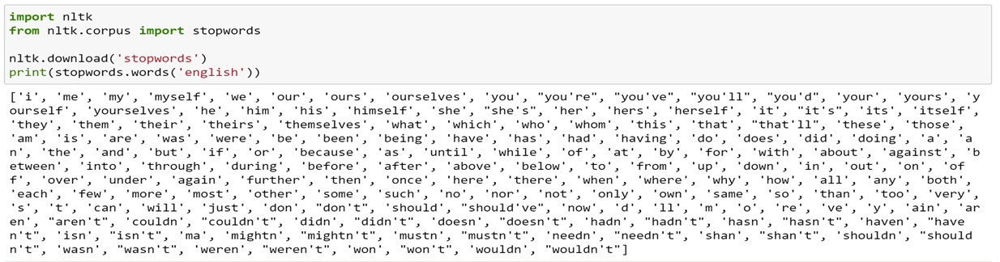 import nltk
from nltk.corpus import stopwords
nltk.download('stopwords')
print(stopwords.words('english'))
['i', 'me', 'my', 'myself', 'we', 'our', 'ours', 'ourselves', 'you', "you're", "you've", "you'll", "you'd", 'your', 'yours', 'y
ourself', 'yourselves', 'he', 'him', 'his', 'himself', 'she', "she's", 'her', 'hers', 'herself', 'it', "it's", 'its', 'itself',
'they', 'them', 'their', 'theirs', 'themselves', 'what', 'which', 'who', 'whom', 'this', 'that', "that'll", 'these', 'those',
'am', 'is', 'are', 'was', 'were', 'be', 'been', 'being', 'have', 'has', 'had', 'having', 'do', 'does', 'did', 'doing', 'a', 'a
n', 'the', 'and', 'but', 'if', 'or', 'because', 'as', 'until', 'while', 'of', 'at', 'by', 'for', 'with', 'about', 'against', 'b
etween', 'into', 'through', 'during', 'before', 'after', 'above', 'below', 'to', 'from', 'up', 'down', 'in', 'out', 'on', 'of
f', 'over', 'under', 'again', 'further', 'then', 'once', 'here', 'there', 'when', 'where', 'why', 'how', 'all', 'any', 'both',
'each', 'few', 'more', 'most', 'other', 'some', 'such', 'no', 'nor', 'not', 'only', 'own', 'same', 'so', 'than', 'too', 'very',
's', 't', 'can', 'will', 'just', 'don', "don't", 'should', "should've", 'now', 'd', 'll', 'm', 'o', 're', 've', 'y', 'ain', 'ar
en', "aren't", 'couldn', "couldn't", 'didn', "didn't", 'doesn', "doesn't", 'hadn', "hadn't", 'hasn', "hasn't", 'haven', "have
n't", 'isn', "isn't", 'ma', 'mightn', "mightn't", 'mustn', "mustn't", 'needn', "needn't", 'shan', "shan't", 'shouldn', "should
n't", 'wasn', "wasn't", 'weren', "weren't", 'won', "won't", 'wouldn', "wouldn't"]